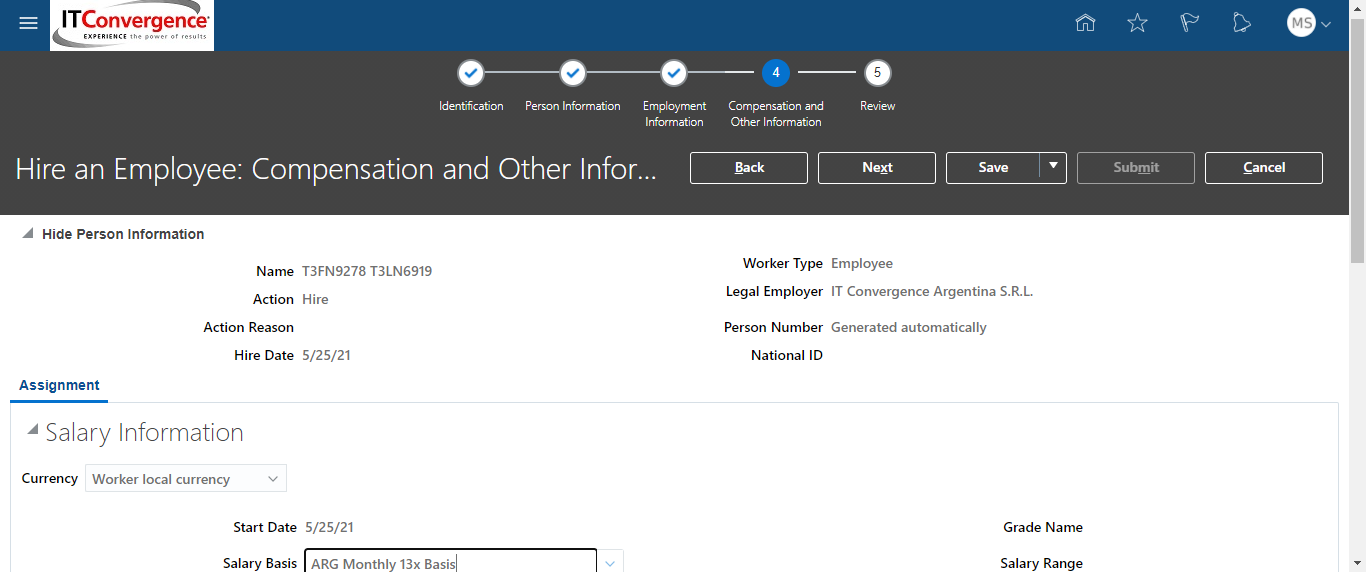 ITConvergence
EXPERIENCE the power of results
MS
4
5
Identification
Person Information
Employment
Information
Compensation and
Other Information
Review
Hire an Employee: Compensation and Other Infor...
Back
Next
Save
Submit
Cancel
Hide Person Information
Name T3FN9278 T3LN6919
Action Hire
Action Reason
Hire Date 5/25/21
Worker Type Employee
Legal Employer IT Convergence Argentina S.R.L.
Person Number Generated automatically
National ID
Assignment
Salary Information
Currency Worker local currency
Start Date 5/25/21
Salary Basis ARG Monthly 13x Basis
Grade Name
Salary Range